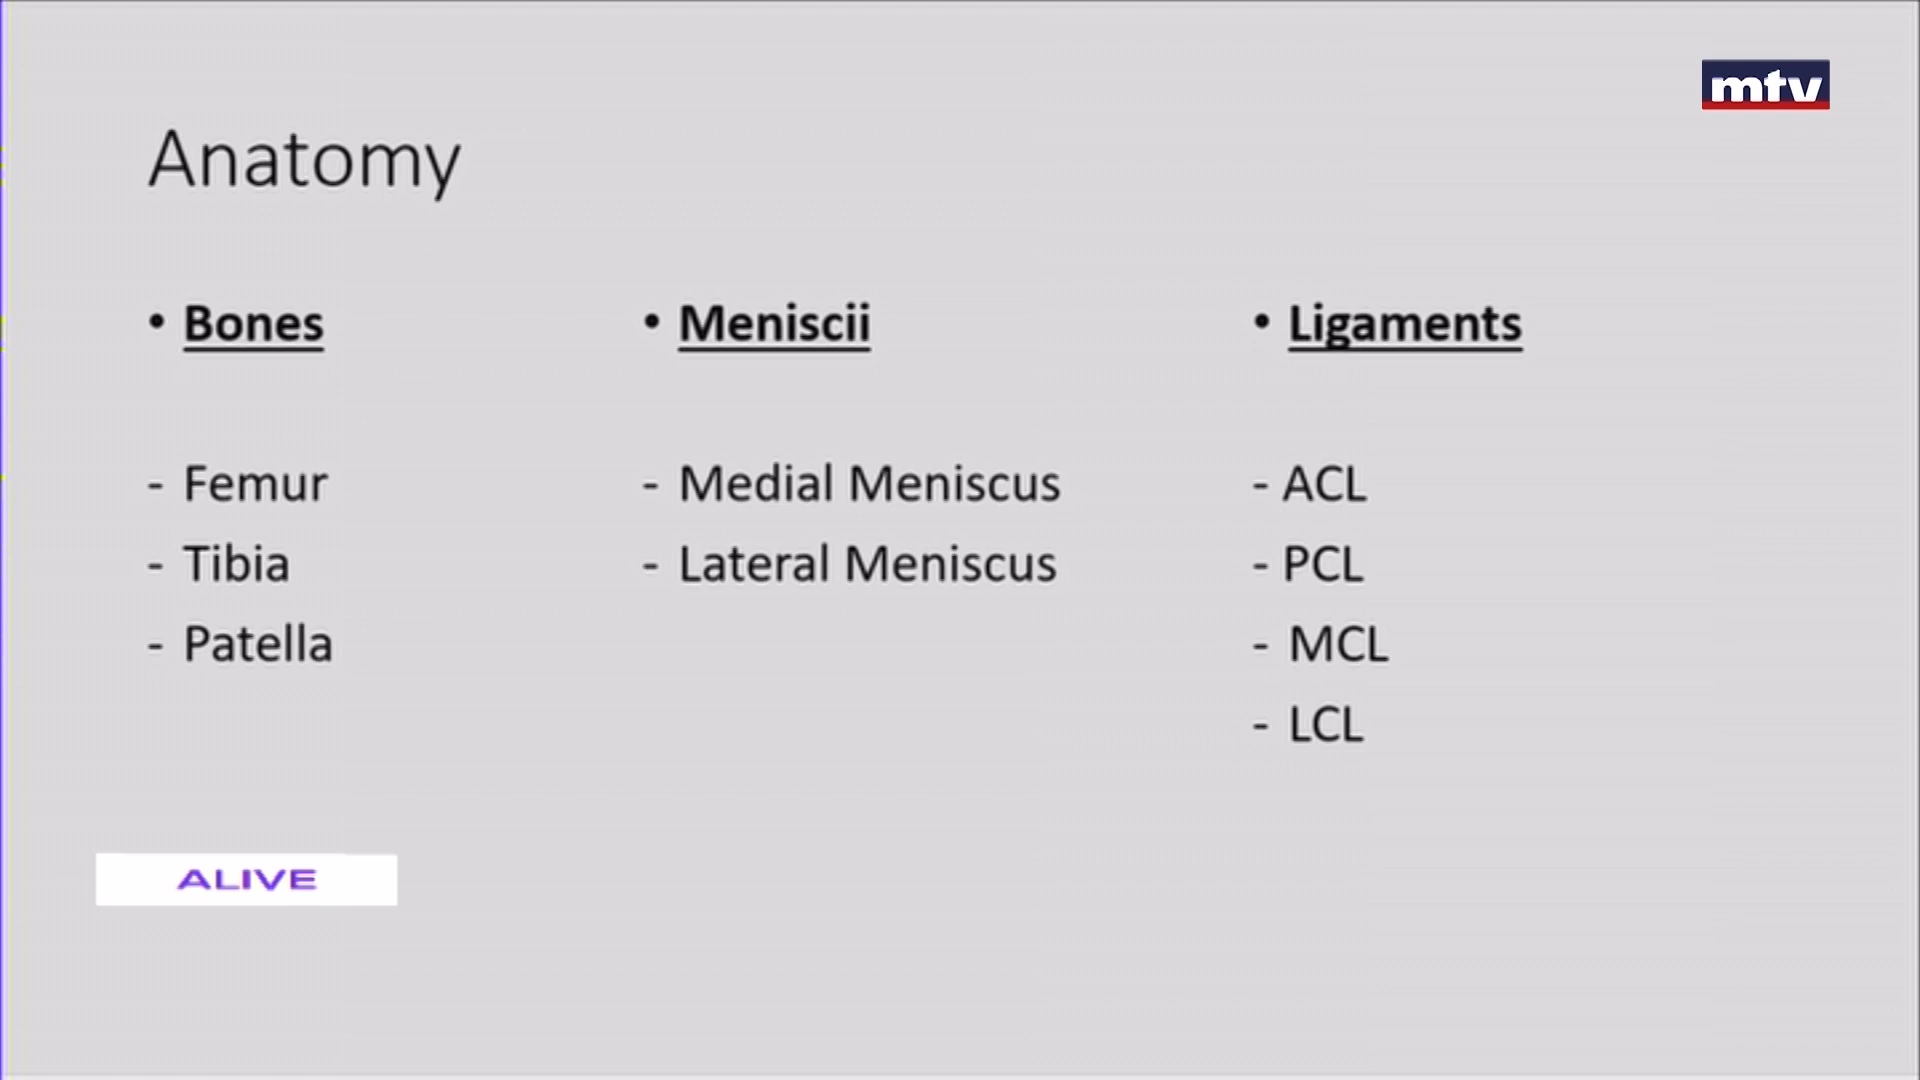 mtv
Anatomy
• Bones
- Femur
- Tibia
- Patella
• Meniscii
- Medial Meniscus
- Lateral Meniscus
• Ligaments
- ACL
- PCL
- MCL
- LCL
ALIVE